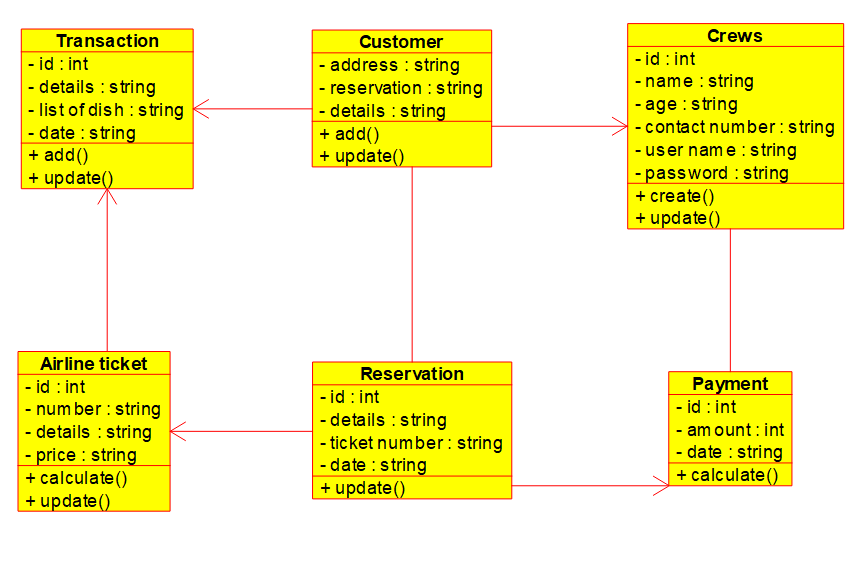 Transaction
- id : int
- details : string
- list of dish : string
- date : string
+ add()
+ update()
Customer
- address : string
- reservation : string
- details : string
+ add()
+ update()
Crews
- id : int
- name : string
- age : string
- contact number : string
- user name : string
- password : string
+ create()
+ update()
Airline ticket
- id : int
- number : string
- details : string
- price : string
+ calculate()
+ update()
Reservation
- id : int
- details : string
- ticket number : string
- date : string
+ update()
Payment
- id : int
- amount : int
- date : string
+ calculate()